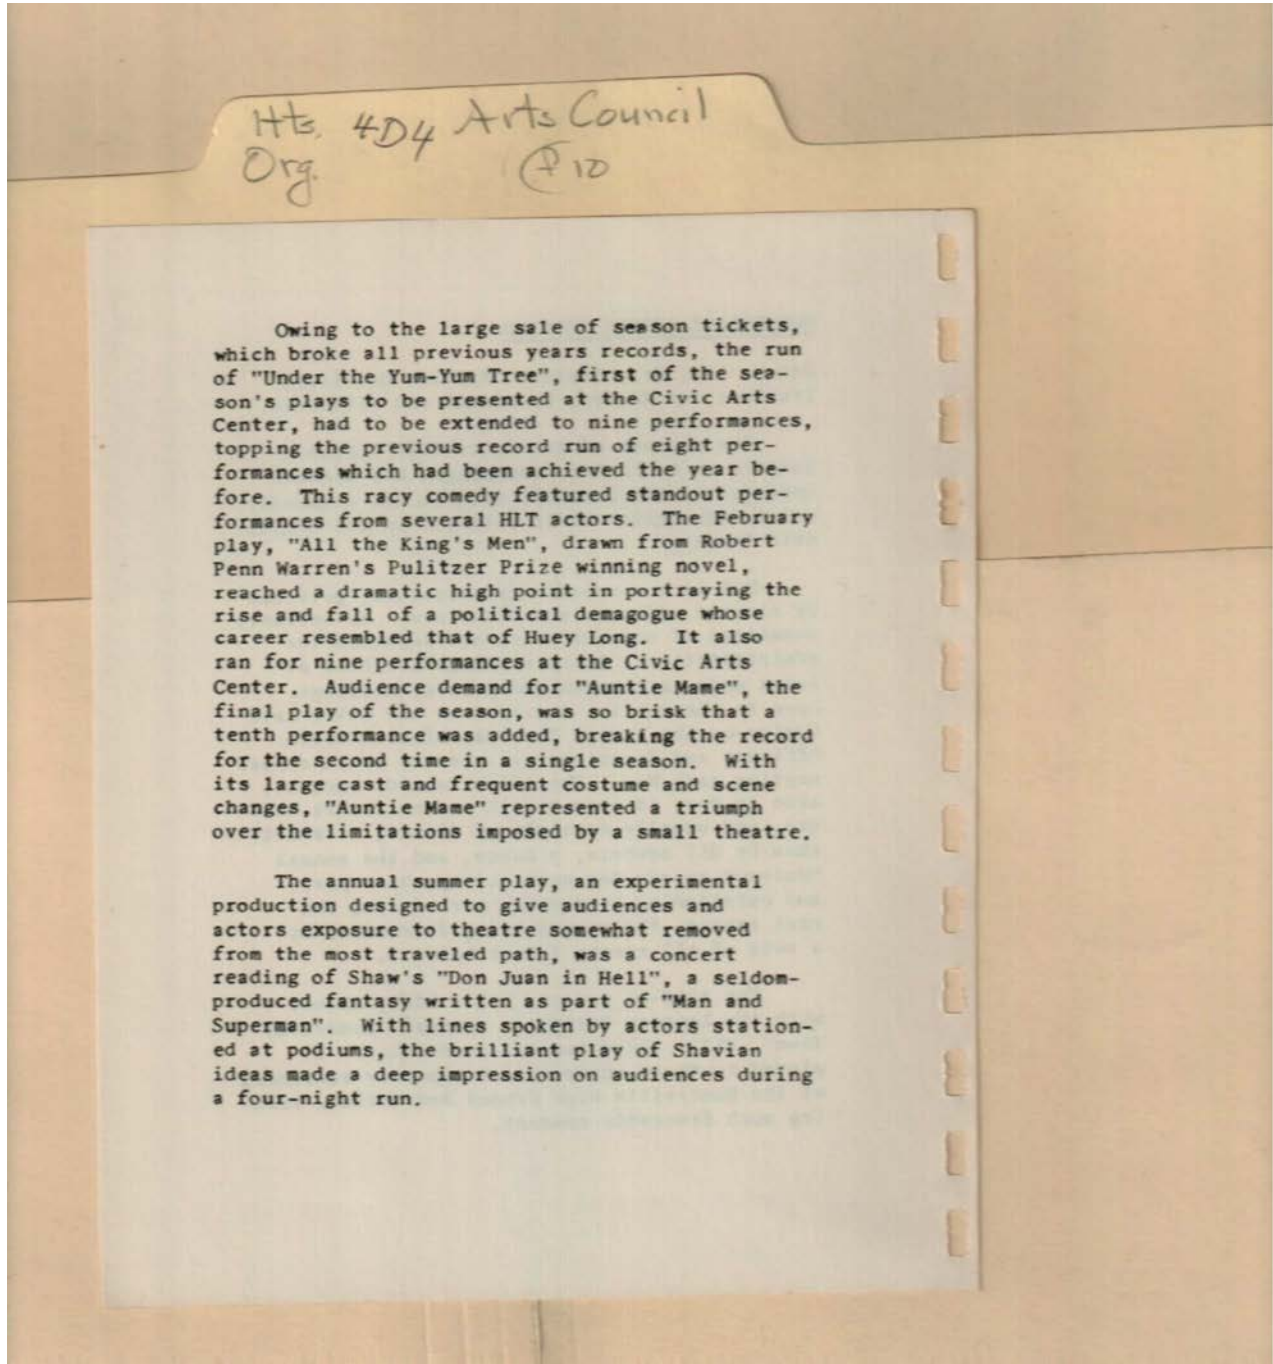 Hts. 4D4 Arts Council
Org. P10
Owing to the large sale of season tickets,
which broke all previous years records, the run
of "Under the Yum-Yum Tree", first of the sea-
son's plays to be presented at the Civic Arts
Center, had to be extended to nine performances,
topping the previous record run of eight per-
formances which had been achieved the year be-
fore. This racy comedy featured standout per-
formances from several HLT actors. The February
play, "All the King's Men", drawn from Robert
Penn Warren's Pulitzer Prize winning novel,
reached a dramatic high point in portraying the
rise and fall of a political demagogue whose
career resembled that of Huey Long. It also
ran for nine performances at the Civic Arts
Center. Audience demand for "Auntie Mame", the
final play of the season, was so brisk that a
tenth performance was added, breaking the record
for the second time in a single season. With
its large cast and frequent costume and scene
changes, "Auntie Mame" represented a triumph
over the limitations imposed by a small theatre.
The annual summer play, an experimental
production designed to give audiences and
actors exposure to theatre somewhat removed
from the most traveled path, was a concert
reading of Shaw's "Don Juan in Hell", a seldom-
produced fantasy written as part of "Man and
Superman". With lines spoken by actors station-
ed at podiums, the brilliant play of Shavian
ideas made a deep impression on audiences during
a four-night run.